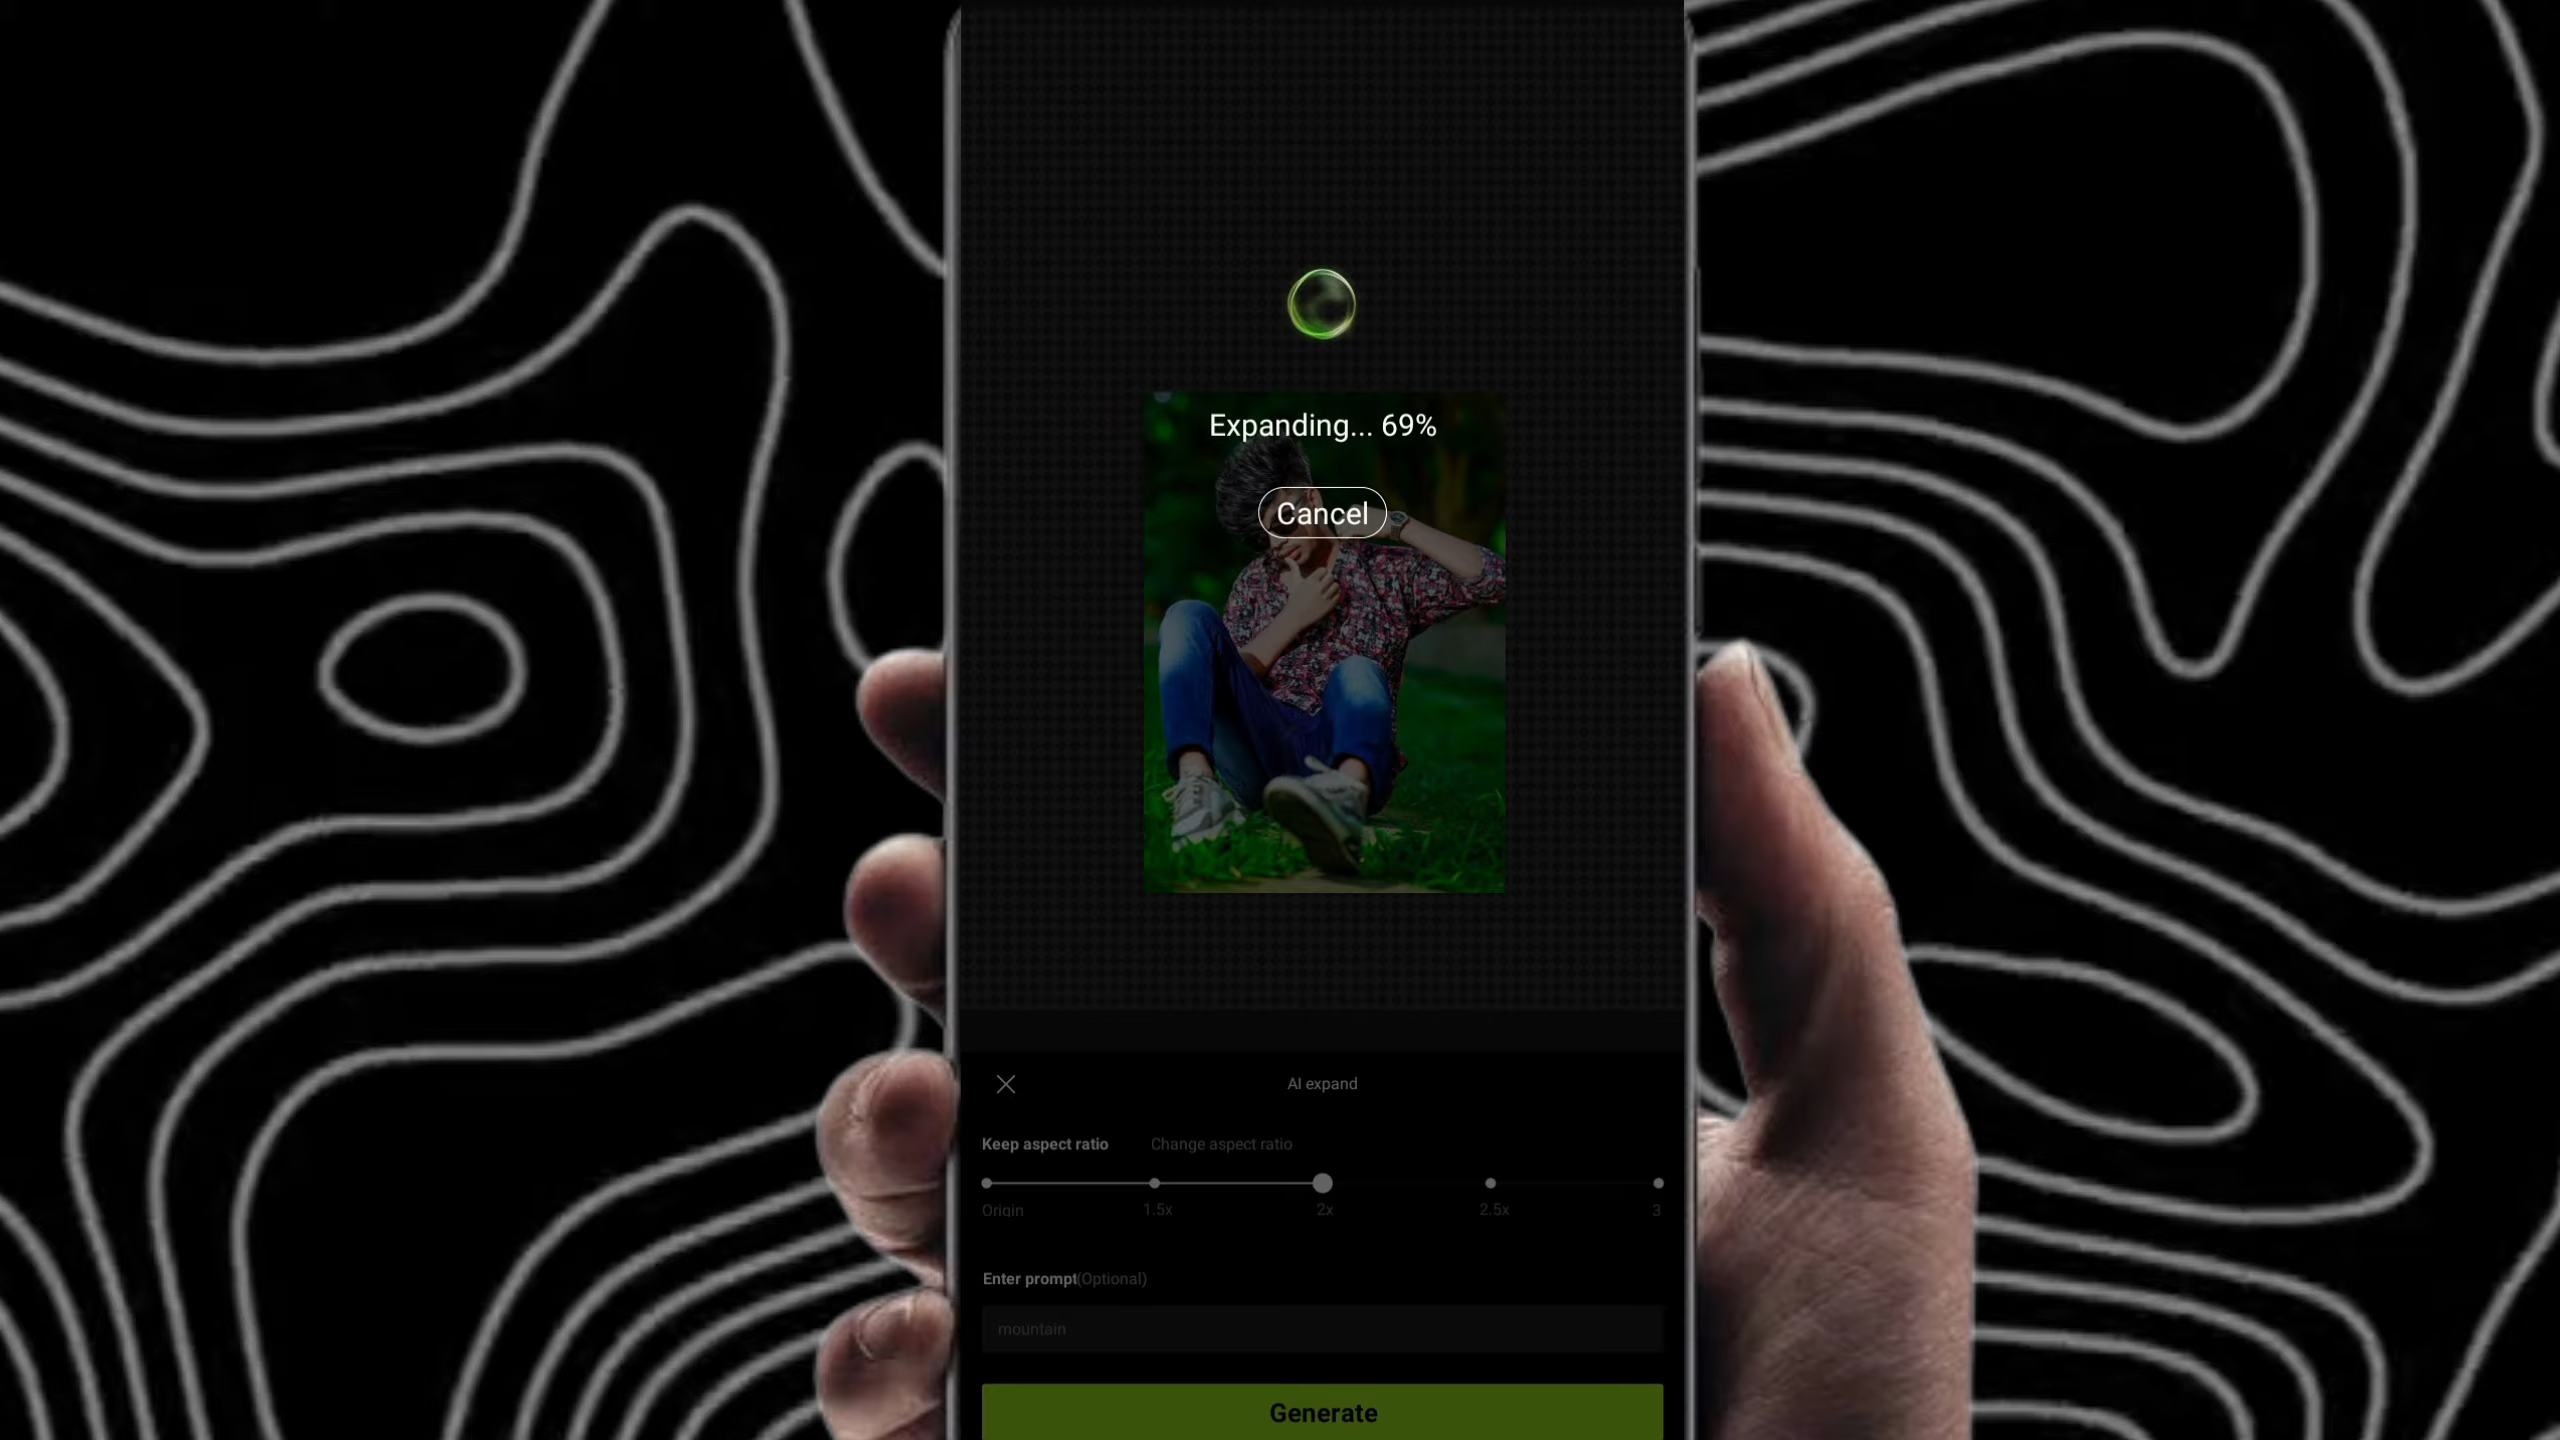 Expanding... 69%
Cancel
AI expand
Keep aspect ratio Change aspect ratio
Origin 1.5x 2x 2.5x 3
Enter prompt(Optional)
mountain
Generate